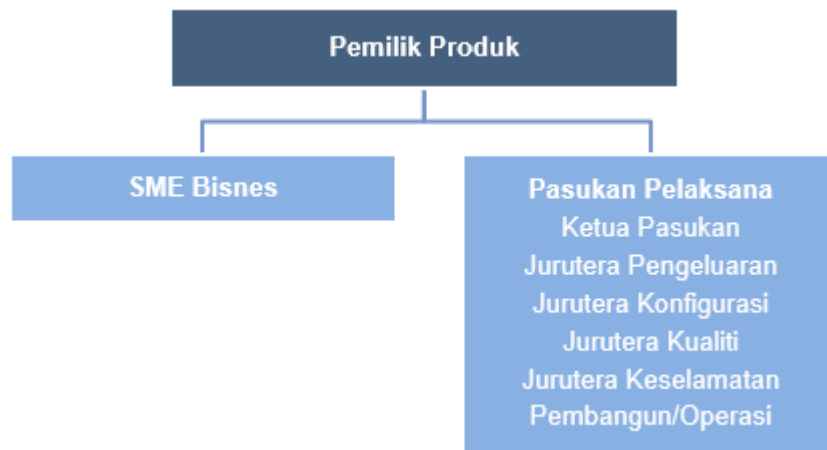 Pemilik Produk
SME Bisnes
Pasukan Pelaksana
Ketua Pasukan
Jurutera Pengeluaran
Jurutera Konfigurasi
Jurutera Kualiti
Jurutera Keselamatan
Pembangun/Operasi